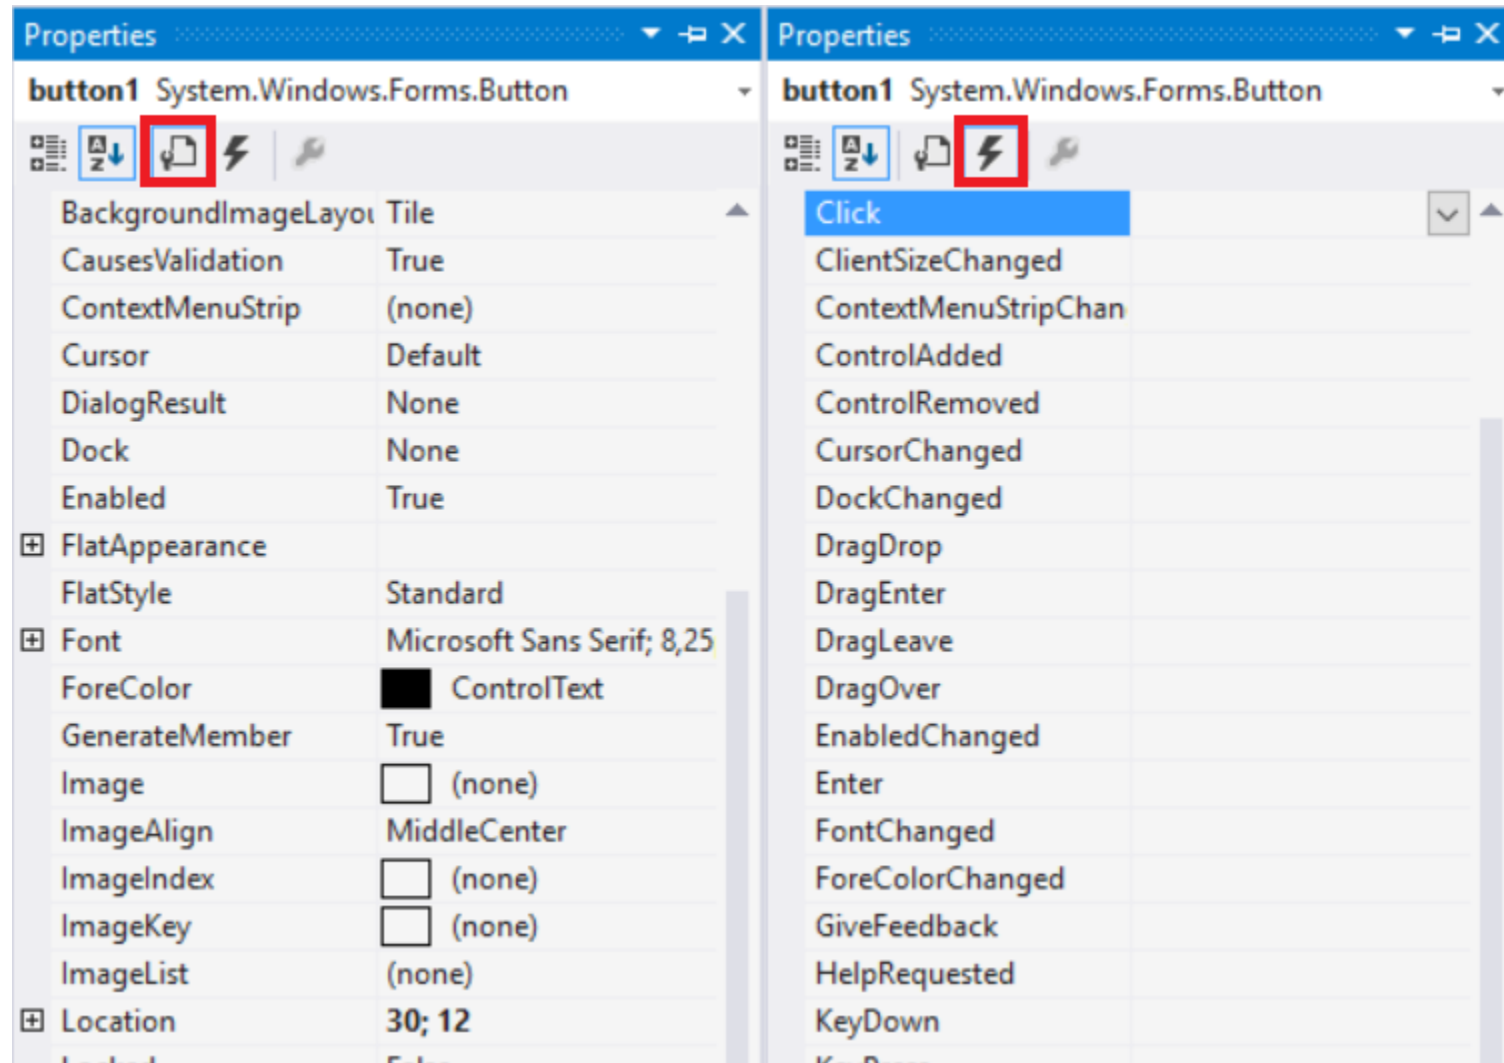 Properties
button1 System.Windows.Forms.Button
BackgroundImageLayou Tile
CausesValidation True
ContextMenuStrip (none)
Cursor Default
DialogResult None
Dock None
Enabled True
FlatAppearance
FlatStyle Standard
Font Microsoft Sans Serif; 8,25
ForeColor ControlText
GenerateMember True
Image (none)
ImageAlign MiddleCenter
ImageIndex (none)
ImageKey (none)
ImageList (none)
Location 30; 12
Properties
button1 System.Windows.Forms.Button
Click
ClientSizeChanged
ContextMenuStripChan
ControlAdded
ControlRemoved
CursorChanged
DockChanged
DragDrop
DragEnter
DragLeave
DragOver
EnabledChanged
Enter
FontChanged
ForeColorChanged
GiveFeedback
HelpRequested
KeyDown